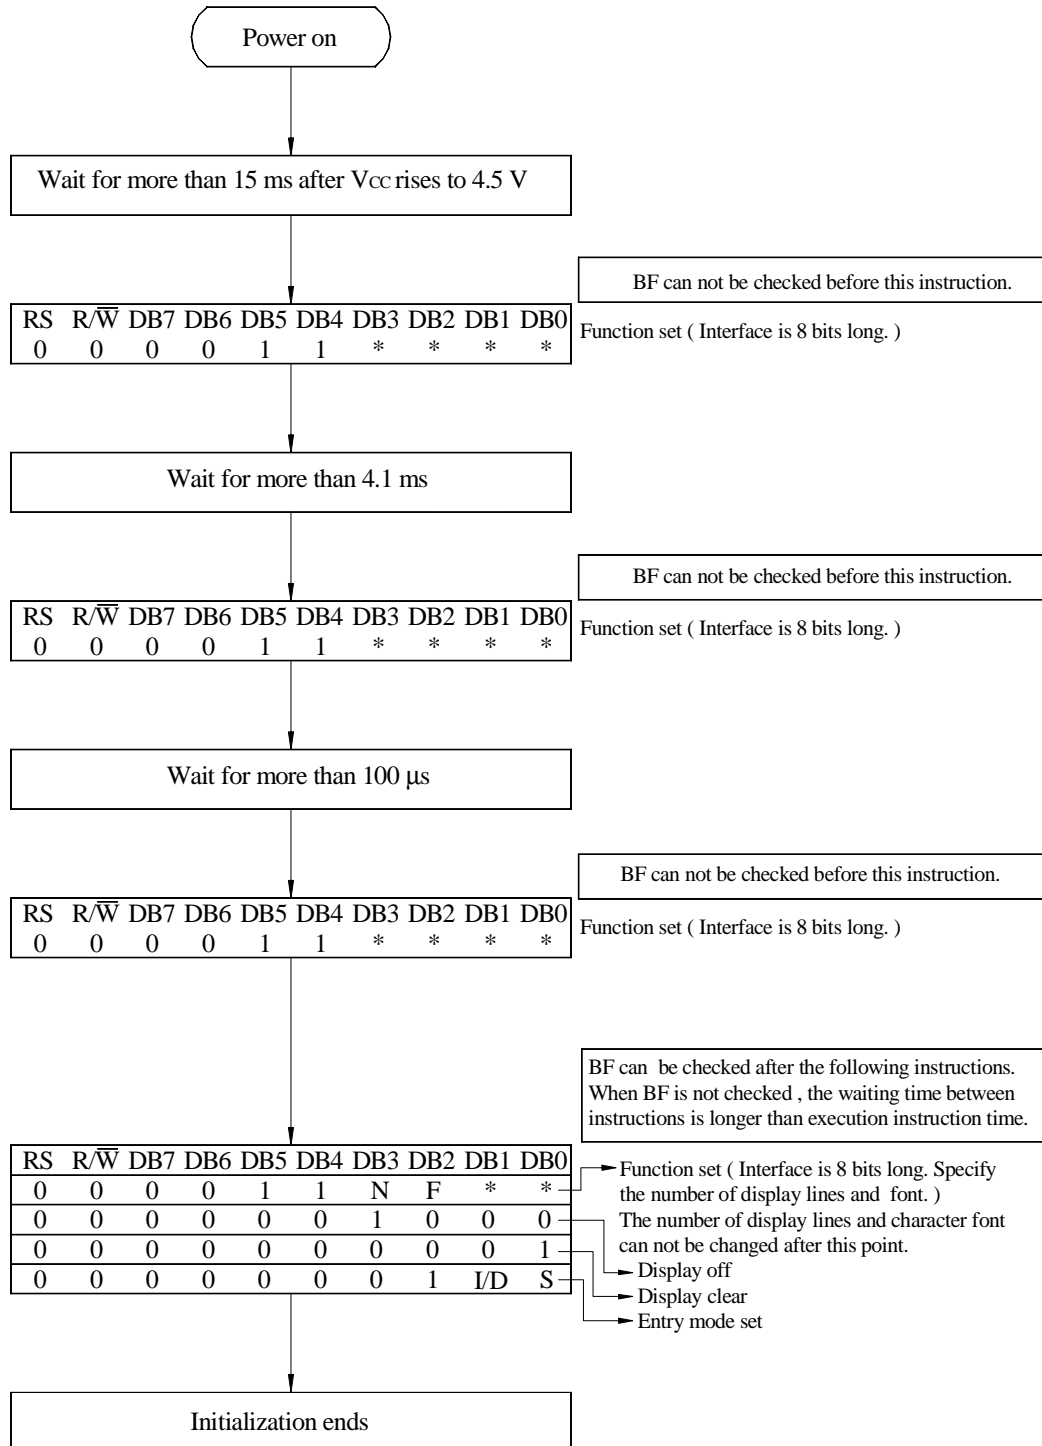 Power on
Wait for more than 15 ms after VCC rises to 4.5 V
BF can not be checked before this instruction.
RS R/W̅ DB7 DB6 DB5 DB4 DB3 DB2 DB1 DB0
0 0 0 0 1 1 * * * *
Function set ( Interface is 8 bits long. )
Wait for more than 4.1 ms
BF can not be checked before this instruction.
RS R/W̅ DB7 DB6 DB5 DB4 DB3 DB2 DB1 DB0
0 0 0 0 1 1 * * * *
Function set ( Interface is 8 bits long. )
Wait for more than 100 µs
BF can not be checked before this instruction.
RS R/W̅ DB7 DB6 DB5 DB4 DB3 DB2 DB1 DB0
0 0 0 0 1 1 * * * *
Function set ( Interface is 8 bits long. )
BF can be checked after the following instructions.
When BF is not checked , the waiting time between
instructions is longer than execution instruction time.
RS R/W̅ DB7 DB6 DB5 DB4 DB3 DB2 DB1 DB0
0 0 0 0 1 1 N F * *
0 0 0 0 0 0 1 0 0 0
0 0 0 0 0 0 0 0 0 1
0 0 0 0 0 0 0 1 I/D S
Function set ( Interface is 8 bits long. Specify
the number of display lines and font. )
The number of display lines and character font
can not be changed after this point.
Display off
Display clear
Entry mode set
Initialization ends